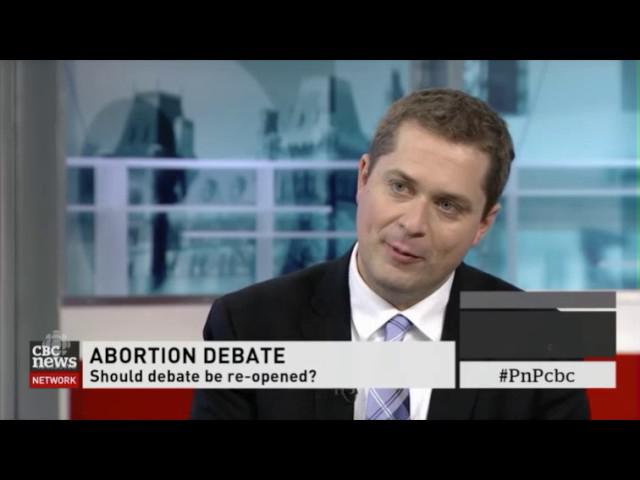 CBC
news
NETWORK
ABORTION DEBATE
Should debate be re-opened?
#PnPcbc